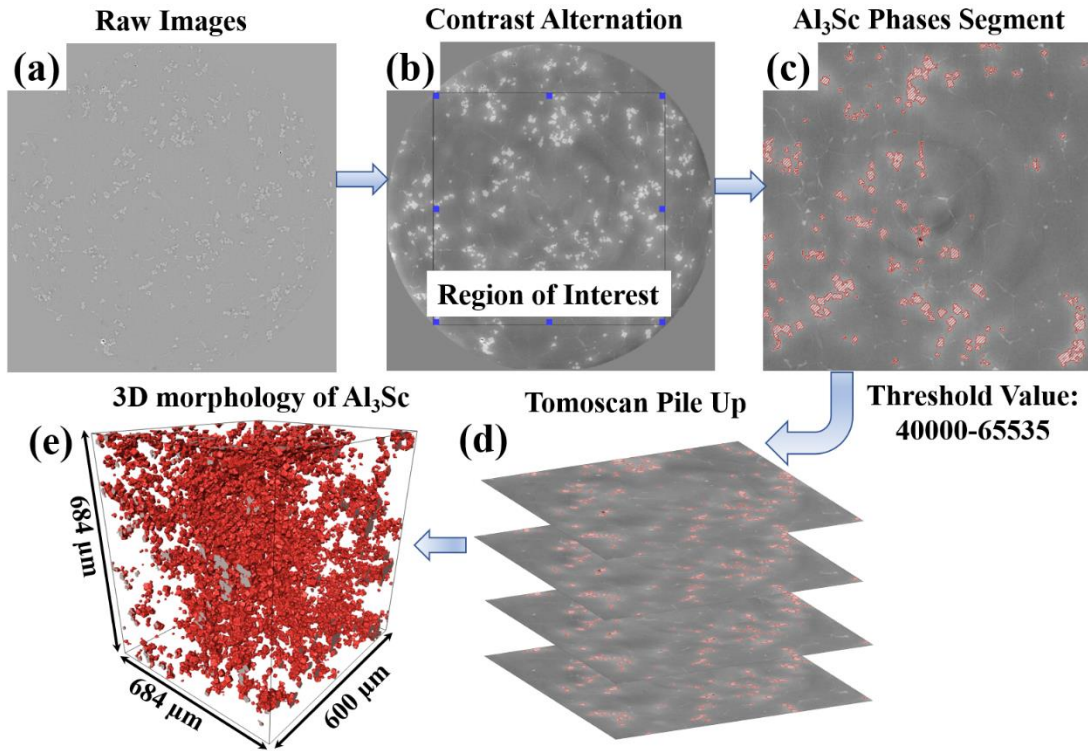 Raw Images
Contrast Alternation
Al₃Sc Phases Segment
(a)
(b)
(c)
Region of Interest
3D morphology of Al₃Sc
Tomoscan Pile Up
Threshold Value:
40000-65535
(e)
(d)
684 μm
684 μm
600 μm